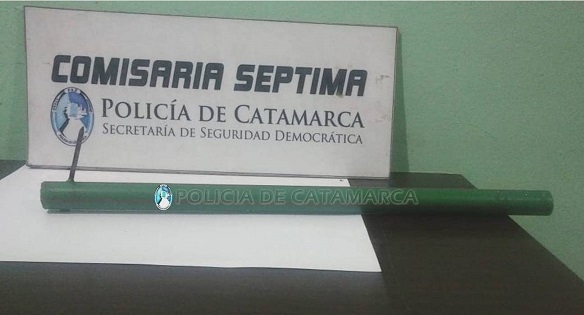 COMISARIA SEPTIMA
POLICÍA DE CATAMARCA
SECRETARÍA DE SEGURIDAD DEMOCRÁTICA
POLICIA DE CATAMARCA